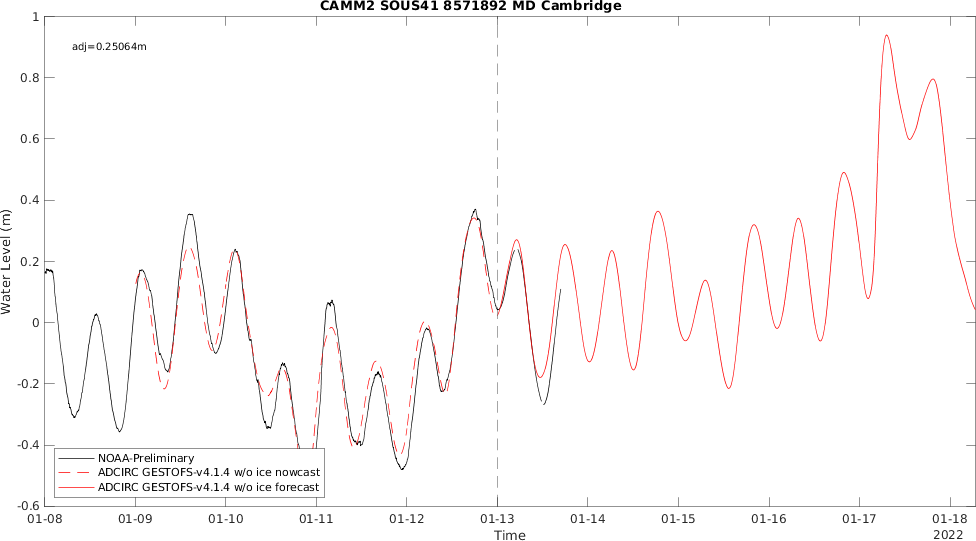 CAMM2 SOUS41 8571892 MD Cambridge
adj=0.25064m
Water Level (m)
1
0.8
0.6
0.4
0.2
0
-0.2
-0.4
-0.6
NOAA-Preliminary
ADCIRC GESTOFS-v4.1.4 w/o ice nowcast
ADCIRC GESTOFS-v4.1.4 w/o ice forecast
01-08 01-09 01-10 01-11 01-12 01-13 01-14 01-15 01-16 01-17 01-18
Time
2022